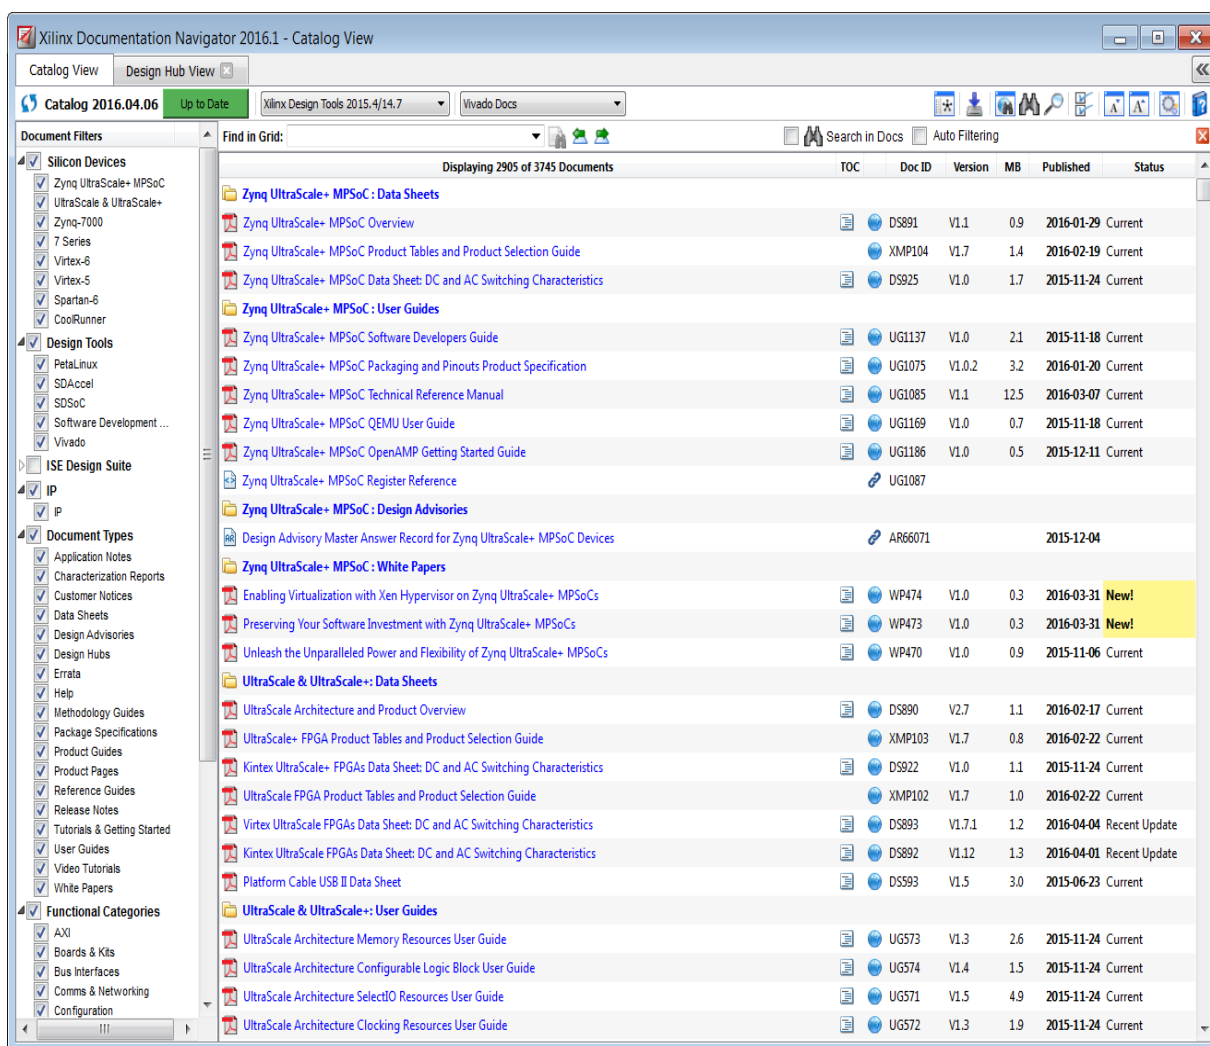 Xilinx Documentation Navigator 2016.1 - Catalog View
Catalog View Design Hub View
Catalog 2016.04.06 Up to Date Xilinx Design Tools 2015.4/14.7 Vivado Docs
Document Filters
Silicon Devices
Zynq UltraScale+ MPSoC
UltraScale & UltraScale+
Zynq-7000
7 Series
Virtex-6
Virtex-5
Spartan-6
CoolRunner
Design Tools
PetaLinux
SDAccel
SDSoC
Software Development ...
Vivado
ISE Design Suite
IP
IP
Document Types
Application Notes
Characterization Reports
Customer Notices
Data Sheets
Design Advisories
Design Hubs
Errata
Help
Methodology Guides
Package Specifications
Product Guides
Product Pages
Reference Guides
Release Notes
Tutorials & Getting Started
User Guides
Video Tutorials
White Papers
Functional Categories
AXI
Boards & Kits
Bus Interfaces
Comms & Networking
Configuration
Find in Grid: Search in Docs Auto Filtering
Displaying 2905 of 3745 Documents TOC Doc ID Version MB Published Status
Zynq UltraScale+ MPSoC : Data Sheets
Zynq UltraScale+ MPSoC Overview DS891 V1.1 0.9 2016-01-29 Current
Zynq UltraScale+ MPSoC Product Tables and Product Selection Guide XMP104 V1.7 1.4 2016-02-19 Current
Zynq UltraScale+ MPSoC Data Sheet: DC and AC Switching Characteristics DS925 V1.0 1.7 2015-11-24 Current
Zynq UltraScale+ MPSoC : User Guides
Zynq UltraScale+ MPSoC Software Developers Guide UG1137 V1.0 2.1 2015-11-18 Current
Zynq UltraScale+ MPSoC Packaging and Pinouts Product Specification UG1075 V1.0.2 3.2 2016-01-20 Current
Zynq UltraScale+ MPSoC Technical Reference Manual UG1085 V1.1 12.5 2016-03-07 Current
Zynq UltraScale+ MPSoC QEMU User Guide UG1169 V1.0 0.7 2015-11-18 Current
Zynq UltraScale+ MPSoC OpenAMP Getting Started Guide UG1186 V1.0 0.5 2015-12-11 Current
Zynq UltraScale+ MPSoC Register Reference UG1087
Zynq UltraScale+ MPSoC : Design Advisories
AR Design Advisory Master Answer Record for Zynq UltraScale+ MPSoC Devices AR66071 2015-12-04
Zynq UltraScale+ MPSoC : White Papers
Enabling Virtualization with Xen Hypervisor on Zynq UltraScale+ MPSoCs WP474 V1.0 0.3 2016-03-31 New!
Preserving Your Software Investment with Zynq UltraScale+ MPSoCs WP473 V1.0 0.3 2016-03-31 New!
Unleash the Unparalleled Power and Flexibility of Zynq UltraScale+ MPSoCs WP470 V1.0 0.9 2015-11-06 Current
UltraScale & UltraScale+: Data Sheets
UltraScale Architecture and Product Overview DS890 V2.7 1.1 2016-02-17 Current
UltraScale+ FPGA Product Tables and Product Selection Guide XMP103 V1.7 0.8 2016-02-22 Current
Kintex UltraScale+ FPGAs Data Sheet: DC and AC Switching Characteristics DS922 V1.0 1.1 2015-11-24 Current
UltraScale FPGA Product Tables and Product Selection Guide XMP102 V1.7 1.0 2016-02-22 Current
Virtex UltraScale FPGAs Data Sheet: DC and AC Switching Characteristics DS893 V1.7.1 1.2 2016-04-04 Recent Update
Kintex UltraScale FPGAs Data Sheet: DC and AC Switching Characteristics DS892 V1.12 1.3 2016-04-01 Recent Update
Platform Cable USB II Data Sheet DS593 V1.5 3.0 2015-06-23 Current
UltraScale & UltraScale+: User Guides
UltraScale Architecture Memory Resources User Guide UG573 V1.3 2.6 2015-11-24 Current
UltraScale Architecture Configurable Logic Block User Guide UG574 V1.4 1.5 2015-11-24 Current
UltraScale Architecture SelectIO Resources User Guide UG571 V1.5 4.9 2015-11-24 Current
UltraScale Architecture Clocking Resources User Guide UG572 V1.3 1.9 2015-11-24 Current